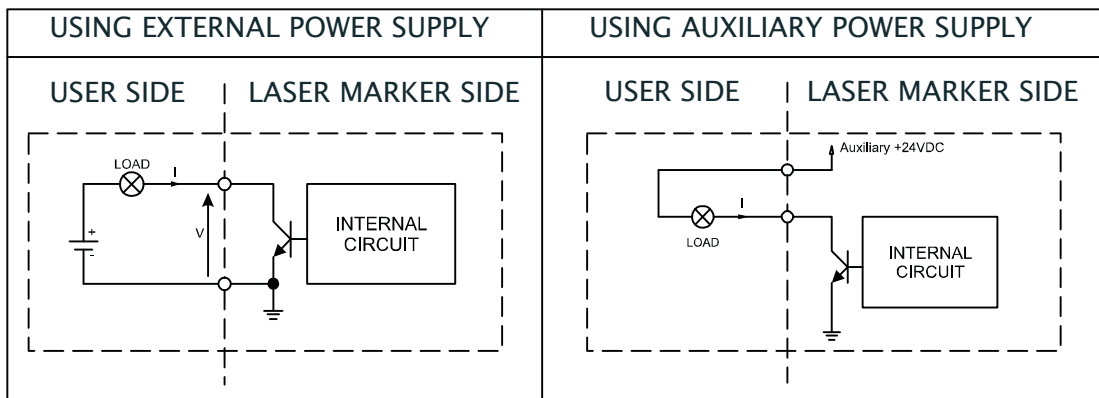 USING EXTERNAL POWER SUPPLY
USING AUXILIARY POWER SUPPLY
USER SIDE
LASER MARKER SIDE
LOAD
I
+
-
V
INTERNAL
CIRCUIT
USER SIDE
LASER MARKER SIDE
Auxiliary +24VDC
I
LOAD
INTERNAL
CIRCUIT